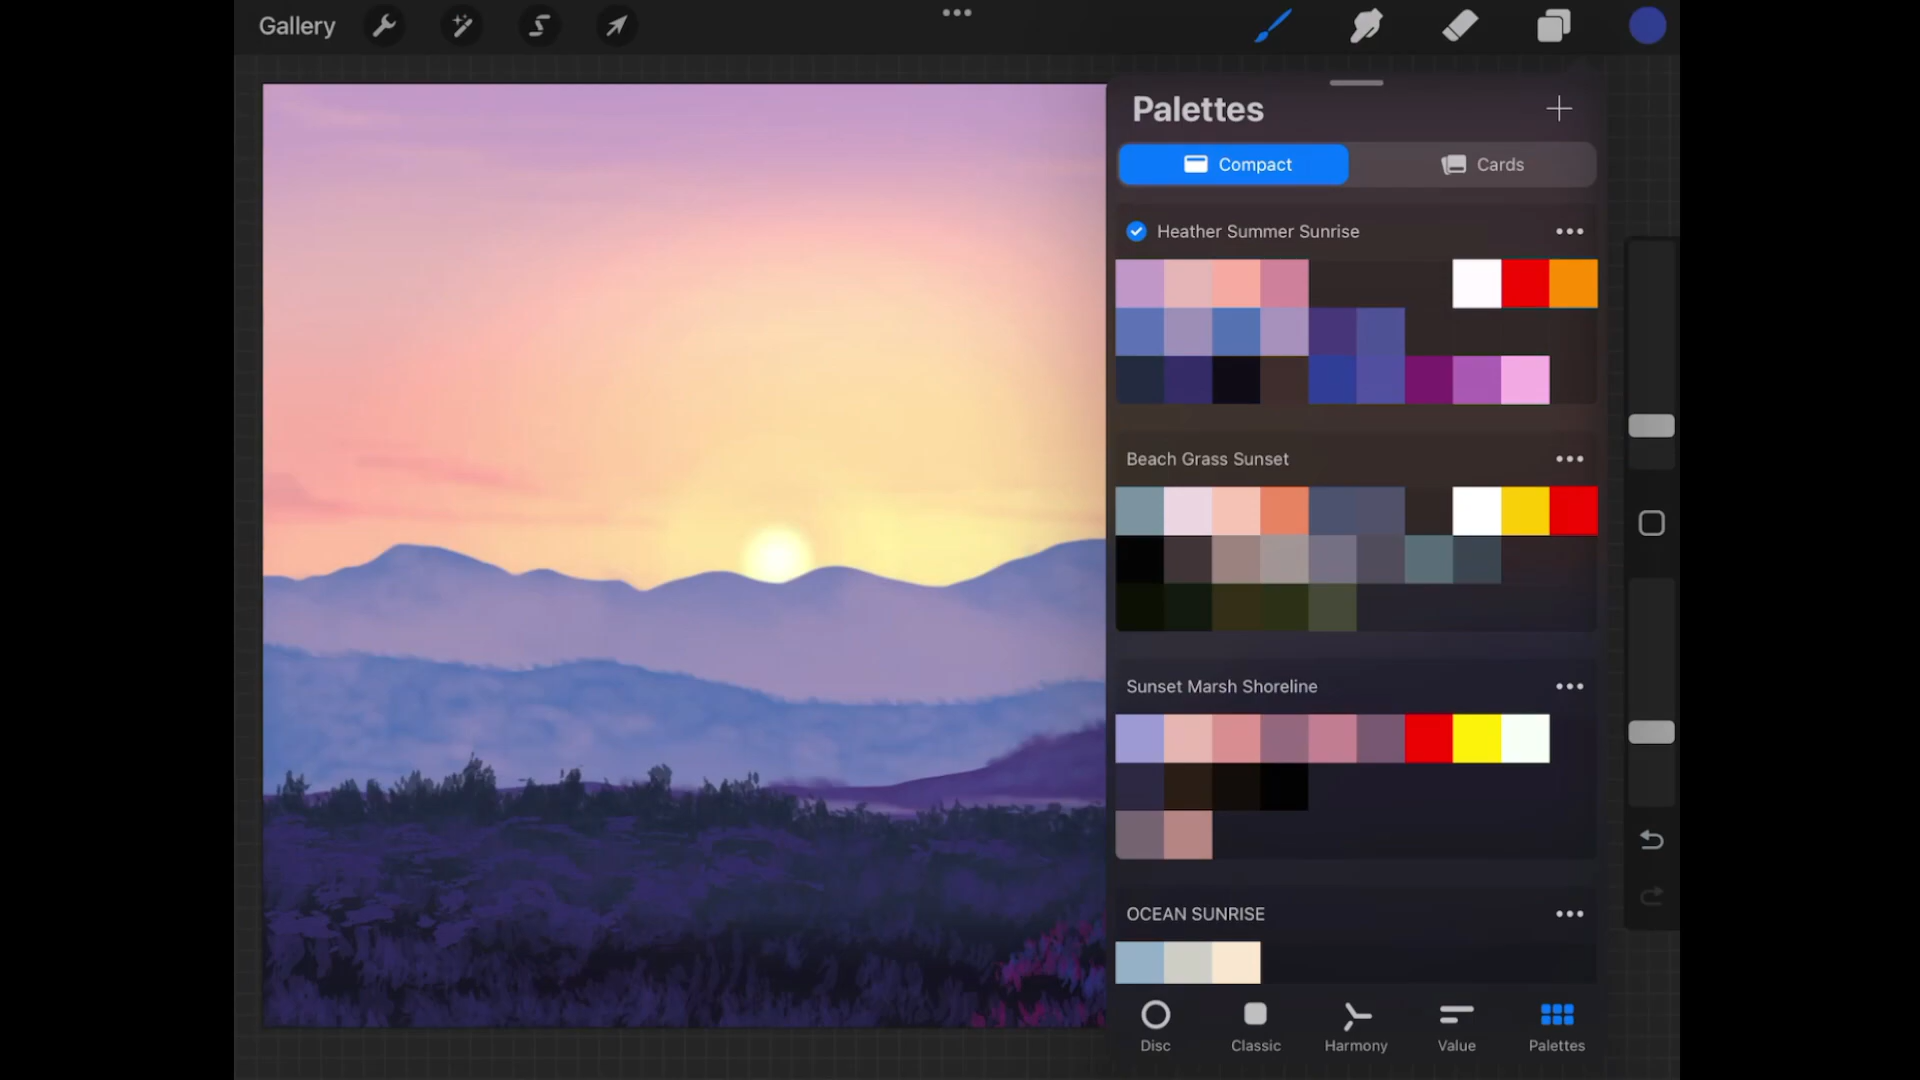 Gallery
Palettes
Compact
Cards
Heather Summer Sunrise
Beach Grass Sunset
Sunset Marsh Shoreline
OCEAN SUNRISE
Disc
Classic
Harmony
Value
Palettes